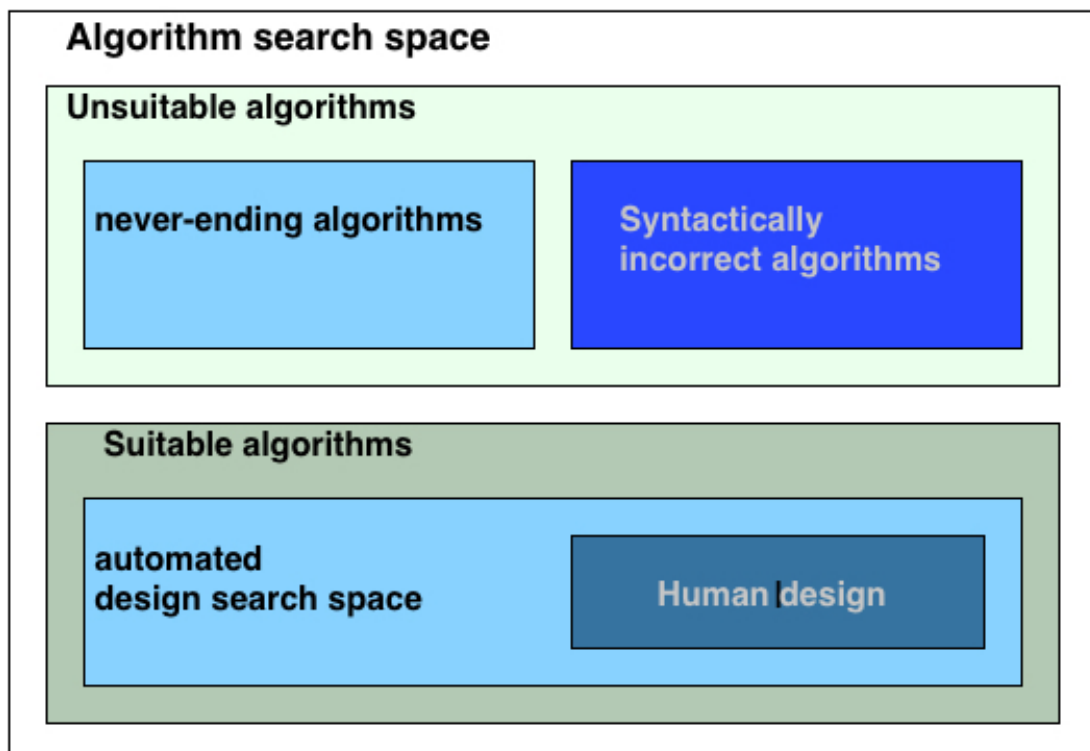 Algorithm search space
Unsuitable algorithms
never-ending algorithms
Syntactically
incorrect algorithms
Suitable algorithms
automated
design search space
Human design